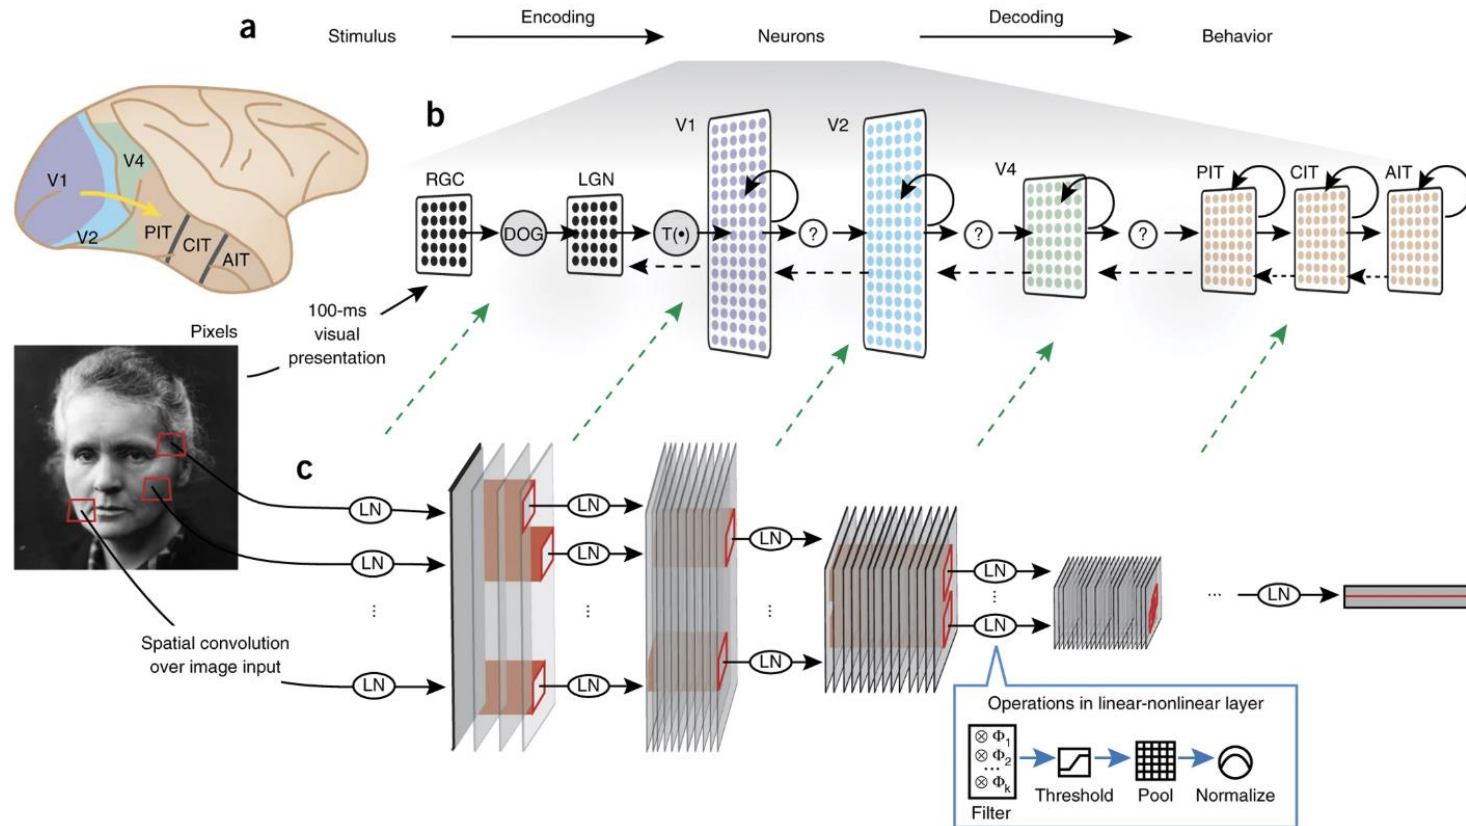 a
Stimulus
Encoding
Neurons
Decoding
Behavior
V1
V2
V4
PIT
CIT
AIT
b
RGC
DOG
LGN
T(•)
V1
?
V2
?
V4
?
PIT
CIT
AIT
100-ms
visual
presentation
Pixels
c
LN
LN
LN
LN
LN
LN
LN
LN
LN
LN
...
LN
...
...
...
...
Spatial convolution
over image input
Operations in linear-nonlinear layer
⊗ Φ1
⊗ Φ2
...
⊗ Φk
Filter
Threshold
Pool
Normalize